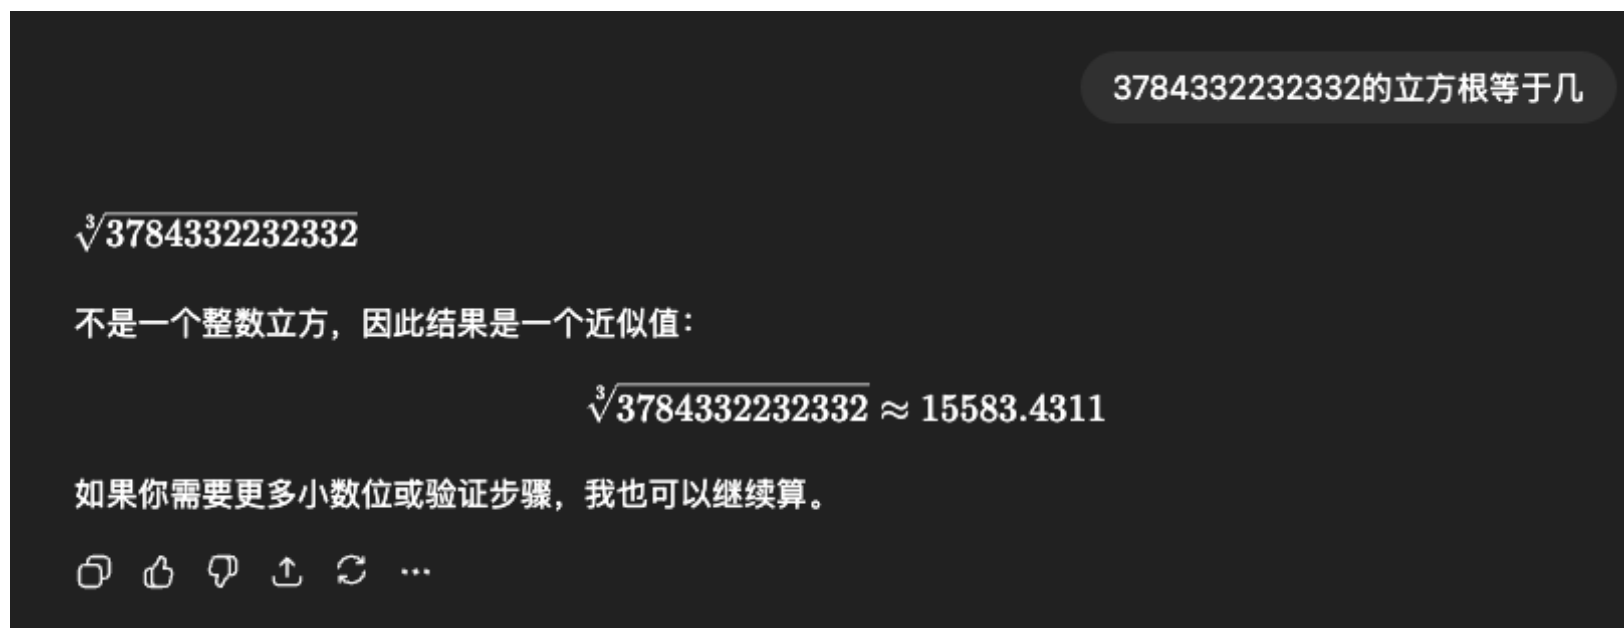 3784332232332的立方根等于几
∛3784332232332
不是一个整数立方，因此结果是一个近似值：
∛3784332232332 ≈ 15583.4311
如果你需要更多小数位或验证步骤，我也可以继续算。